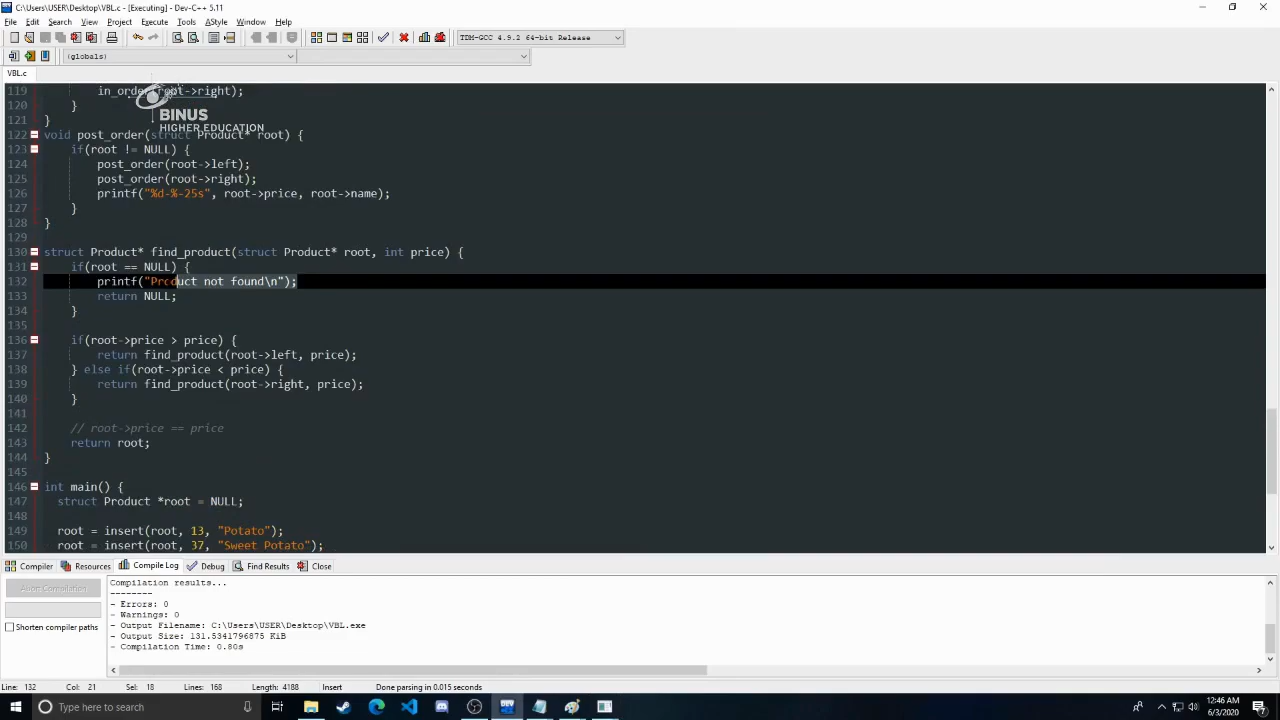 C:\Users\USER\Desktop\VBL.c - [Executing] - Dev-C++ 5.11
File Edit Search View Project Execute Tools AStyle Window Help
TDM-GCC 4.9.2 64-bit Release
(globals)
VBL.c
119 in_order(root->right);
120 }
121 }
BINUS
HIGHER EDUCATION
122 void post_order(struct Product* root) {
123 if(root != NULL) {
124 post_order(root->left);
125 post_order(root->right);
126 printf("%d-%-25s", root->price, root->name);
127 }
128 }
129
130 struct Product* find_product(struct Product* root, int price) {
131 if(root == NULL) {
132 printf("Product not found\n");
133 return NULL;
134 }
135
136 if(root->price > price) {
137 return find_product(root->left, price);
138 } else if(root->price < price) {
139 return find_product(root->right, price);
140 }
141
142 // root->price == price
143 return root;
144 }
145
146 int main() {
147 struct Product *root = NULL;
148
149 root = insert(root, 13, "Potato");
150 root = insert(root, 37, "Sweet Potato");
Compiler Resources Compile Log Debug Find Results Close
Abort Compilation
Shorten compiler paths
Compilation results...
--------
- Errors: 0
- Warnings: 0
- Output Filename: C:\Users\USER\Desktop\VBL.exe
- Output Size: 131.5341796875 KiB
- Compilation Time: 0.80s
Line: 132 Col: 21 Sel: 18 Lines: 168 Length: 4188 Insert Done parsing in 0.015 seconds
Type here to search
DEV
12:46 AM
6/3/2020